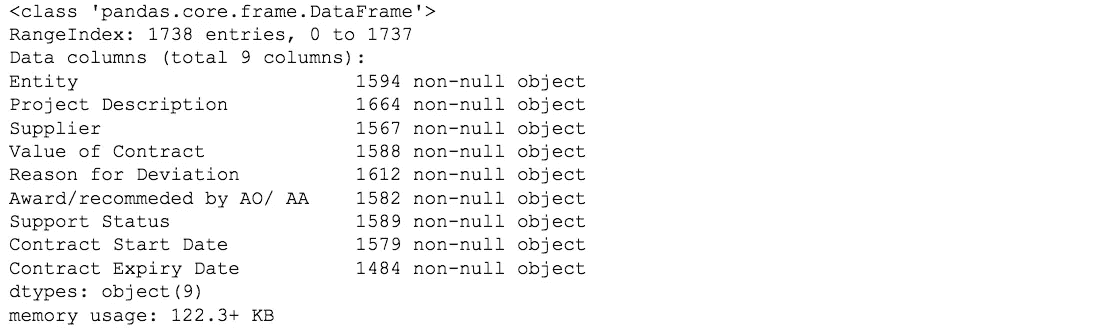 <class 'pandas.core.frame.DataFrame'>
RangeIndex: 1738 entries, 0 to 1737
Data columns (total 9 columns):
Entity                        1594 non-null object
Project Description           1664 non-null object
Supplier                      1567 non-null object
Value of Contract             1588 non-null object
Reason for Deviation          1612 non-null object
Award/recommeded by AO/ AA    1582 non-null object
Support Status                1589 non-null object
Contract Start Date           1579 non-null object
Contract Expiry Date          1484 non-null object
dtypes: object(9)
memory usage: 122.3+ KB